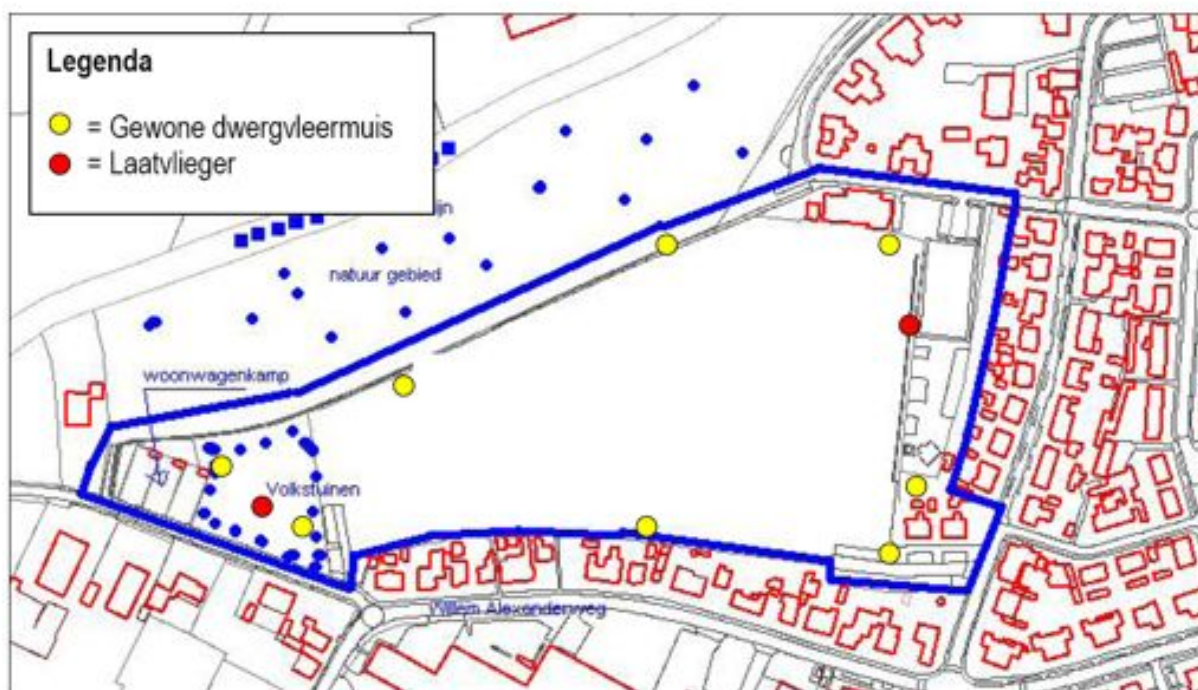 Legenda
= Gewone dwergvleermuis
= Laatvlieger
natuur gebied
woonwagenkamp
Volkstuinen
Willem Alexanderweg